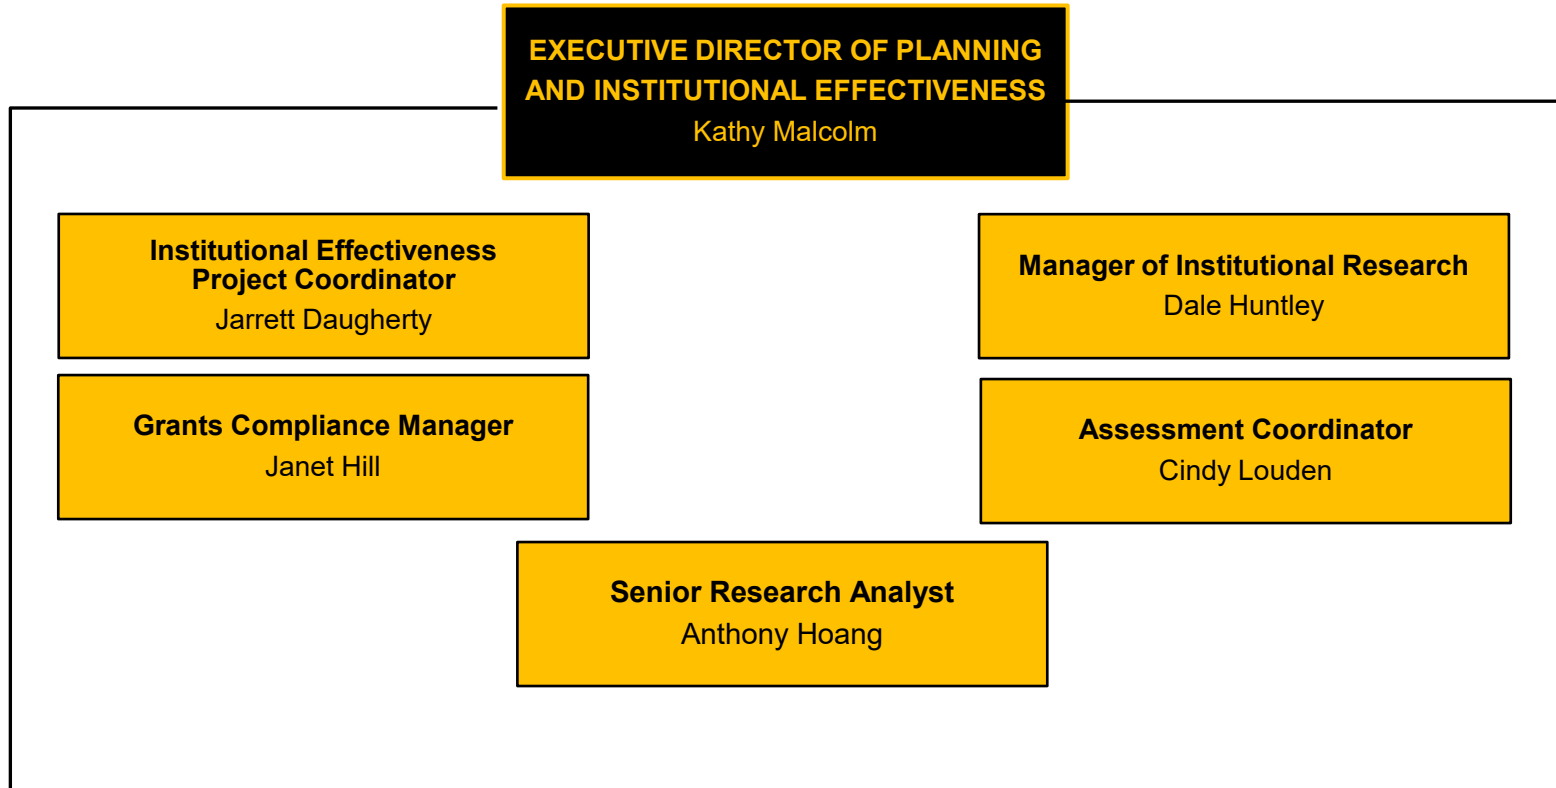 EXECUTIVE DIRECTOR OF PLANNING
AND INSTITUTIONAL EFFECTIVENESS
Kathy Malcolm
Institutional Effectiveness
Project Coordinator
Jarrett Daugherty
Manager of Institutional Research
Dale Huntley
Grants Compliance Manager
Janet Hill
Assessment Coordinator
Cindy Louden
Senior Research Analyst
Anthony Hoang